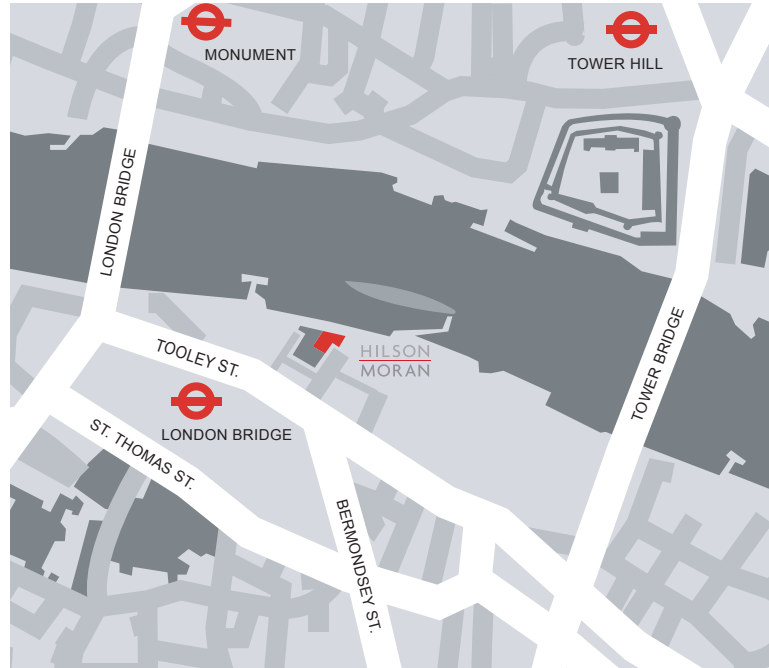 MONUMENT
TOWER HILL
LONDON BRIDGE
TOOLEY ST.
HILSON
MORAN
TOWER BRIDGE
LONDON BRIDGE
ST. THOMAS ST.
BERMONDSEY ST.